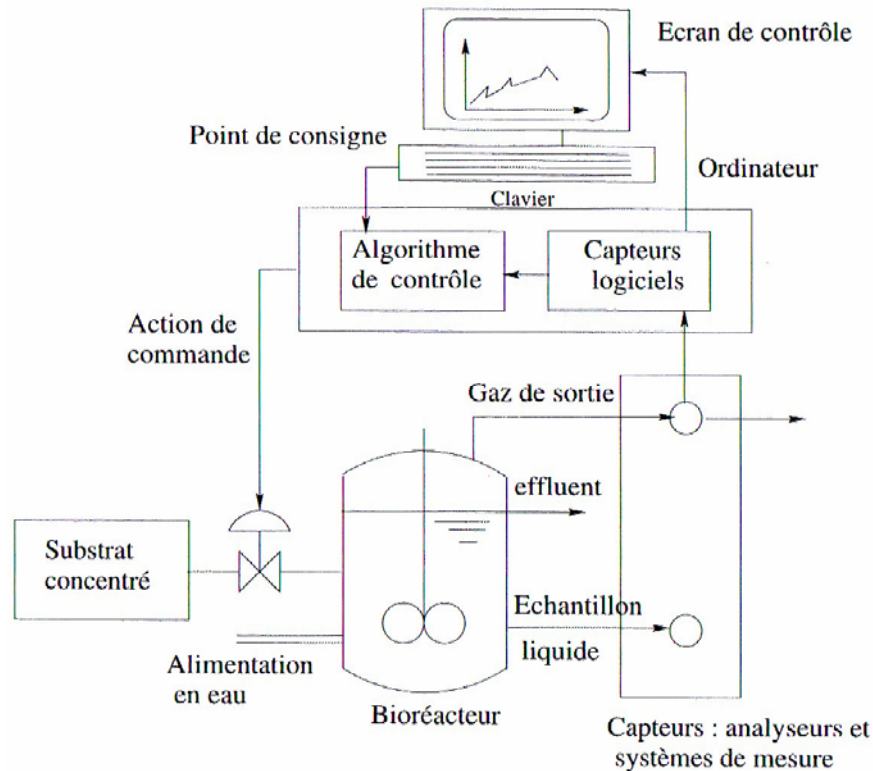 Ecran de contrôle
Point de consigne
Ordinateur
Clavier
Algorithme
de contrôle
Capteurs
logiciels
Action de
commande
Gaz de sortie
effluent
Substrat
concentré
Echantillon
liquide
Alimentation
en eau
Bioréacteur
Capteurs : analyseurs et
systèmes de mesure